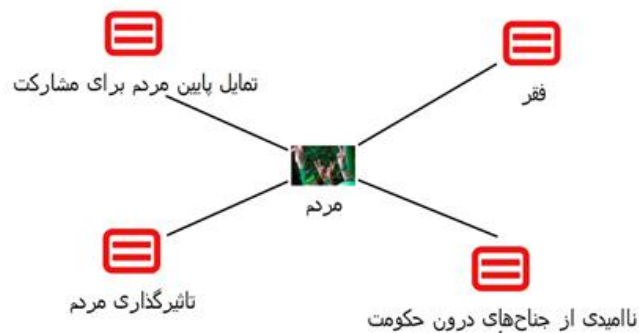 تمایل پایین مردم برای مشارکت
فقر
مردم
تاثیرگذاری مردم
ناامیدی از جناح‌های درون حکومت